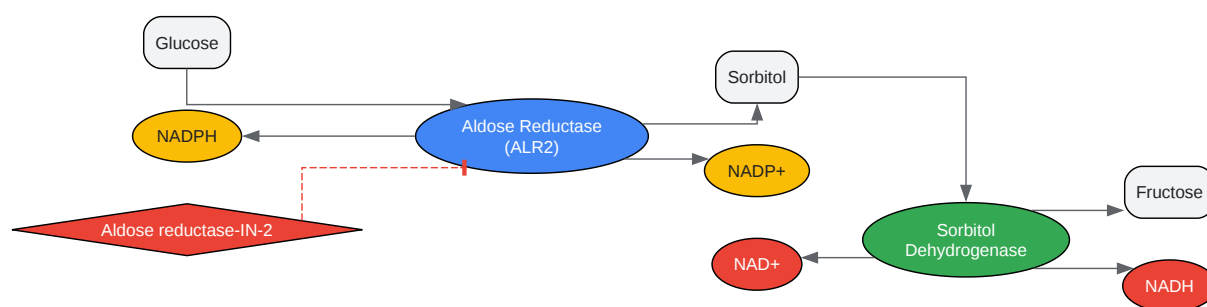 Glucose
Sorbitol
Aldose Reductase
(ALR2)
NADPH
NADP+
Fructose
Aldose reductase-IN-2
Sorbitol
Dehydrogenase
NAD+
NADH